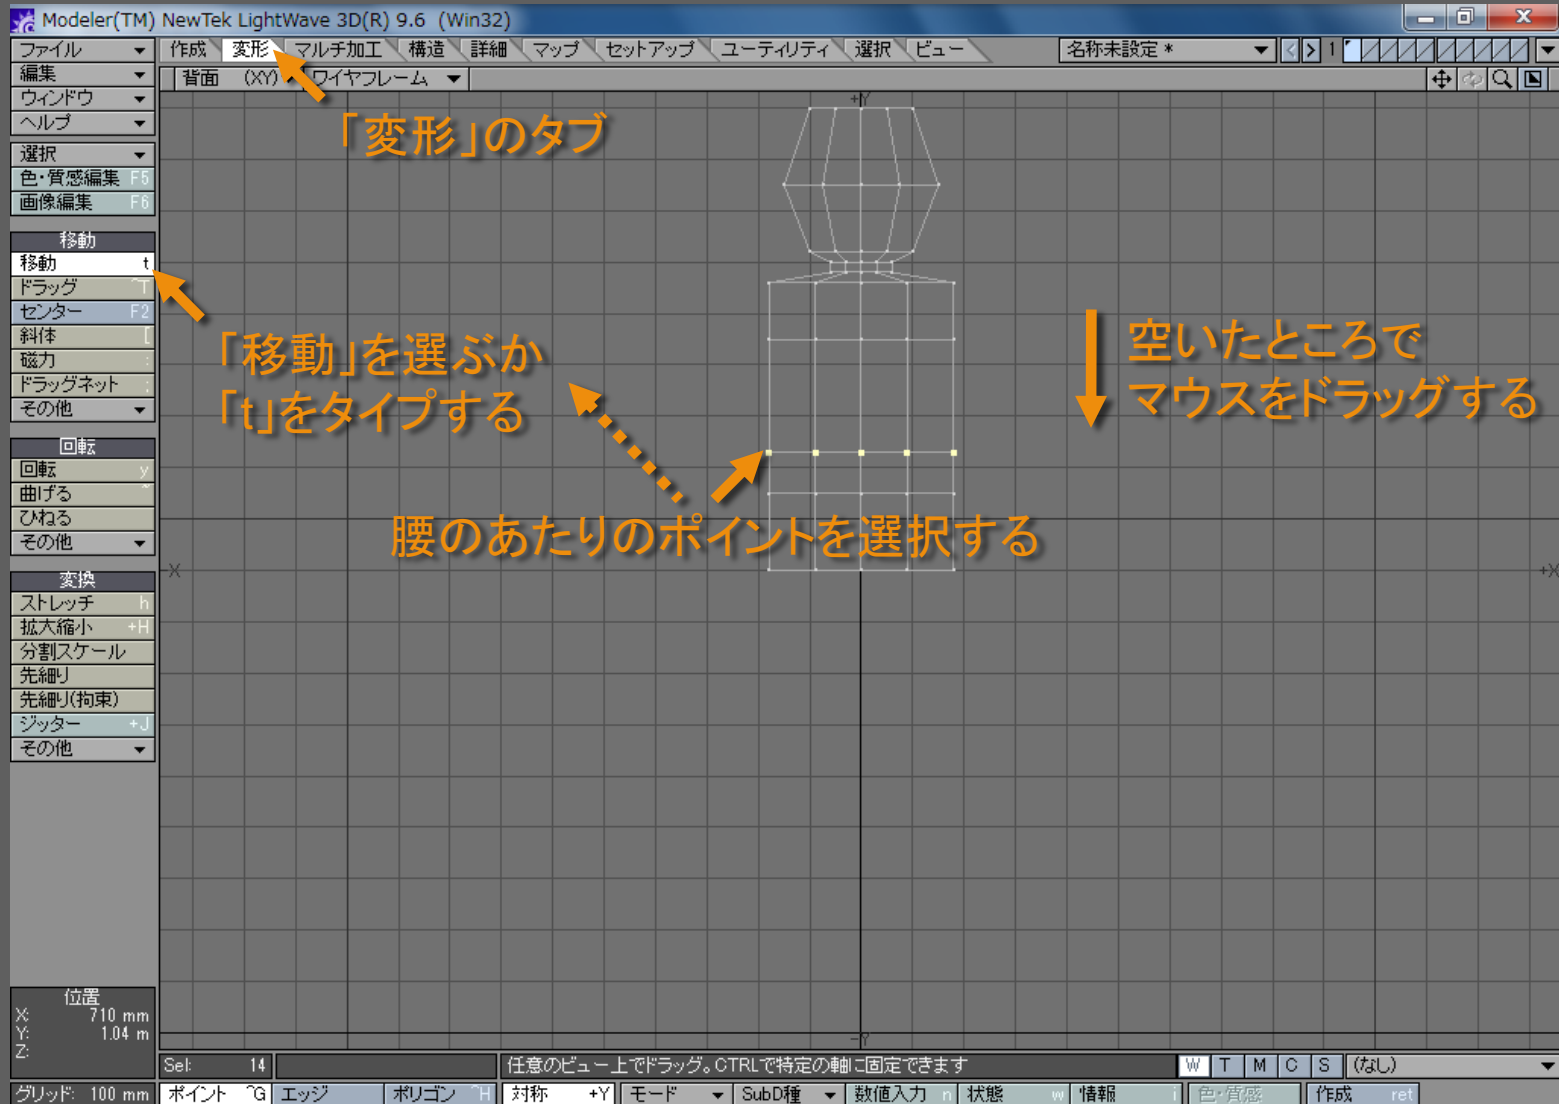 Modeler(TM) NewTek LightWave 3D(R) 9.6 (Win32)
ファイル
作成 変形 マルチ加工 構造 詳細 マップ セットアップ ユーティリティ 選択 ビュー
名称未設定 *
1
編集
背面 (XY) ワイヤフレーム
ウィンドウ
ヘルプ
選択
色・質感編集 F5
画像編集 F6
移動
移動 t
ドラッグ ^T
センター F2
斜体 [
磁力 :
ドラッグネット ;
その他
回転
回転 y
曲げる ~
ひねる
その他
変換
ストレッチ h
拡大縮小 +H
分割スケール
先細り
先細り(拘束)
ジッター +J
その他
+Y
「変形」のタブ
「移動」を選ぶか
「t」をタイプする
空いたところで
マウスをドラッグする
腰のあたりのポイントを選択する
-X
+X
-Y
位置
X: 710 mm
Y: 1.04 m
Z:
Sel: 14
任意のビュー上でドラッグ。CTRLで特定の軸に固定できます
W T M C S (なし)
グリッド: 100 mm
ポイント ^G エッジ ポリゴン ^H 対称 +Y モード SubD種 数値入力 n 状態 w 情報 i 色・質感 作成 ret